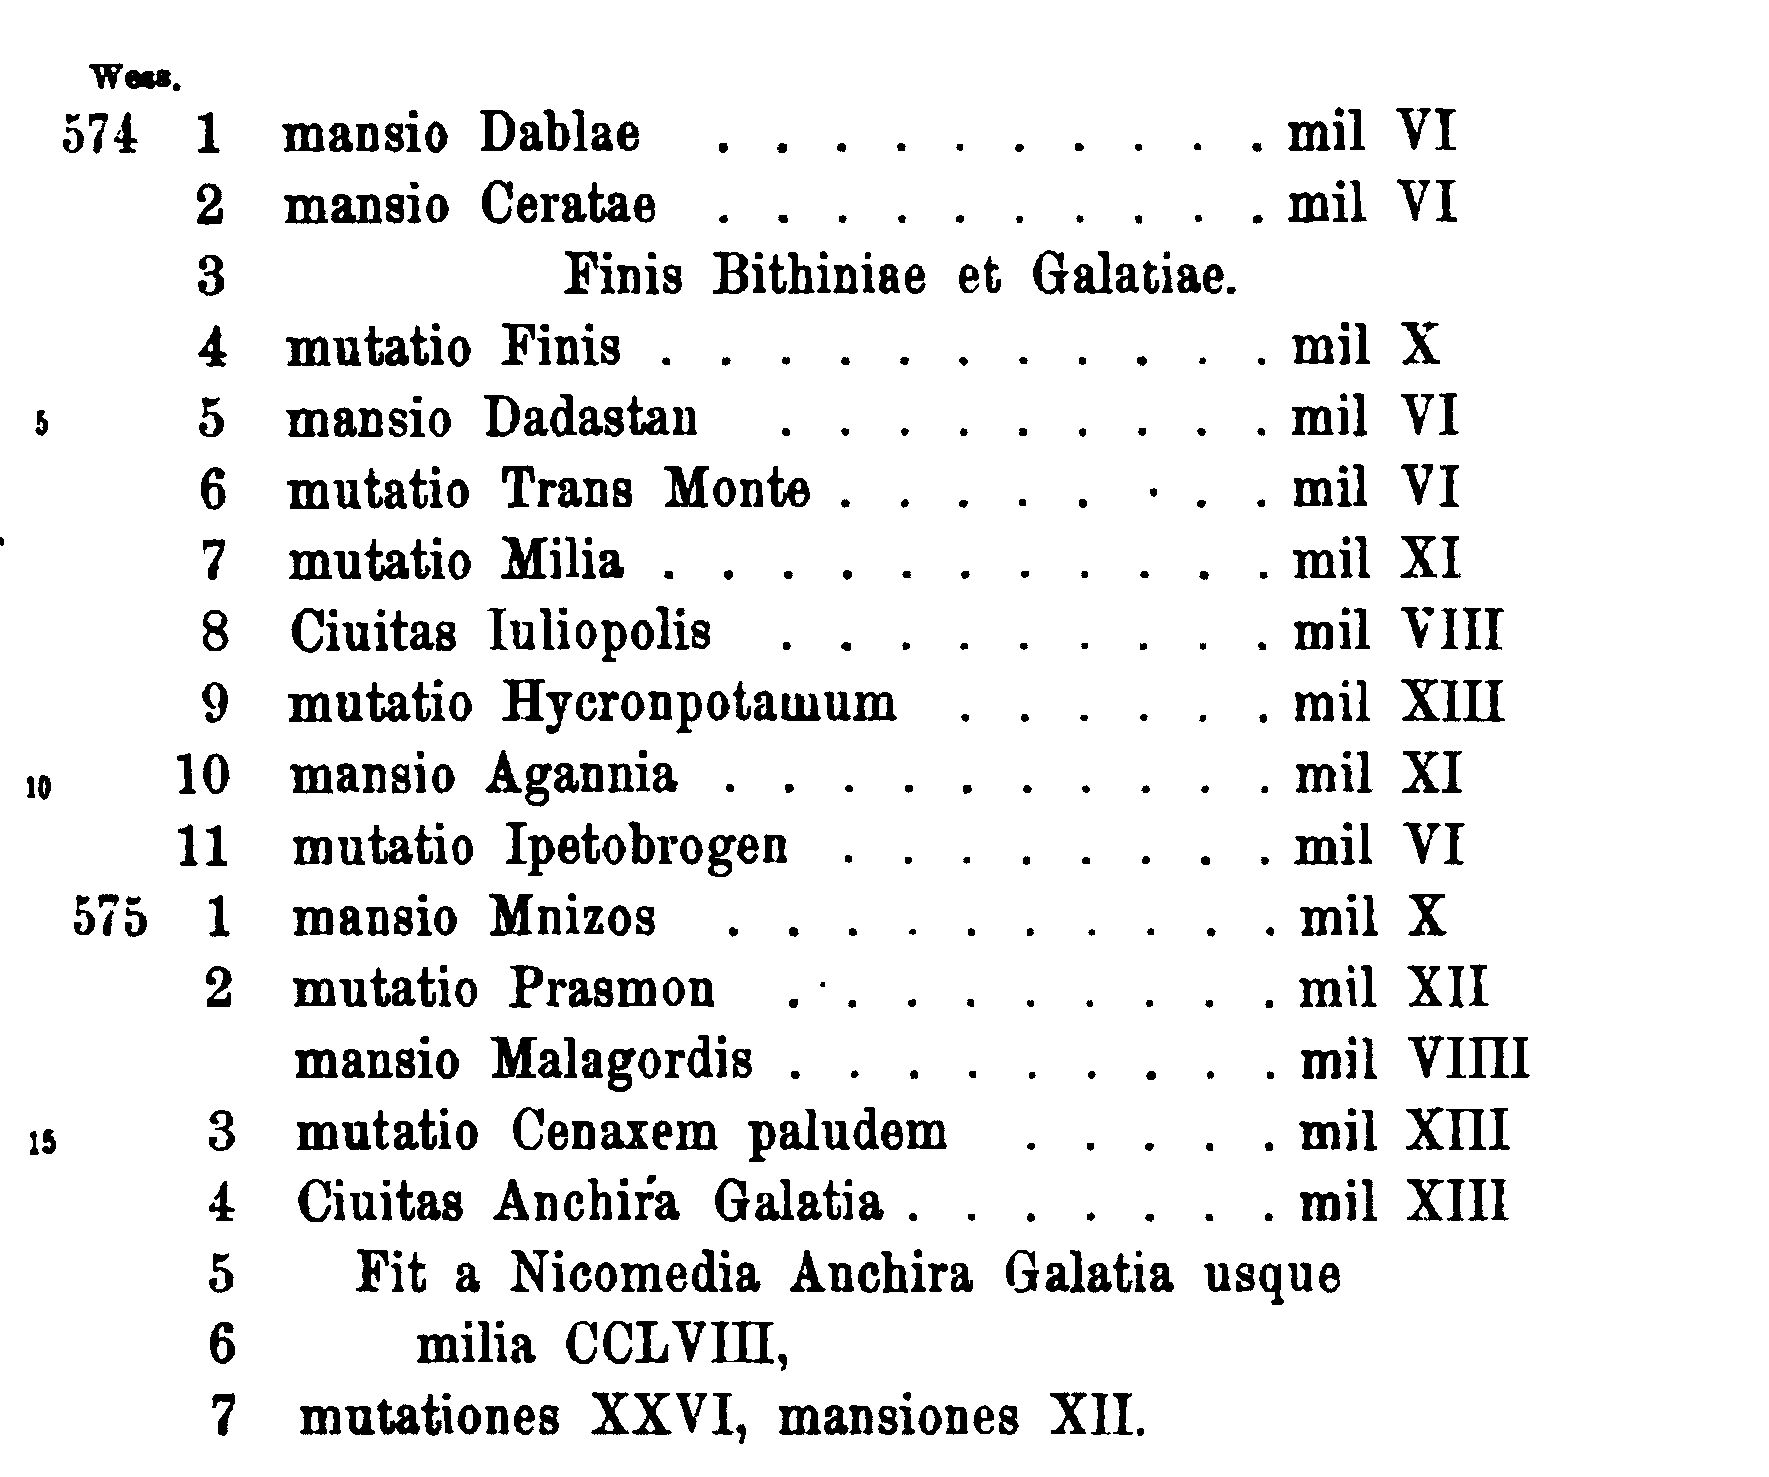 Wess.
574 1 mansio Dablae . . . . . . . . . . mil VI
2 mansio Ceratae . . . . . . . . . . mil VI
3 Finis Bithiniae et Galatiae.
4 mutatio Finis . . . . . . . . . . . mil X
5 5 mansio Dadastan . . . . . . . . . mil VI
6 mutatio Trans Monte . . . . . . . . mil VI
7 mutatio Milia . . . . . . . . . . . mil XI
8 Ciuitas Iuliopolis . . . . . . . . . mil VIII
9 mutatio Hycronpotamum . . . . . . mil XIII
10 10 mansio Agannia . . . . . . . . . . mil XI
11 mutatio Ipetobrogen . . . . . . . . mil VI
575 1 mansio Mnizos . . . . . . . . . . mil X
2 mutatio Prasmon . . . . . . . . . mil XII
mansio Malagordis . . . . . . . . . mil VIIII
15 3 mutatio Cenaxem paludem . . . . . mil XIII
4 Ciuitas Anchira Galatia . . . . . . . mil XIII
5 Fit a Nicomedia Anchira Galatia usque
6 milia CCLVIII,
7 mutationes XXVI, mansiones XII.